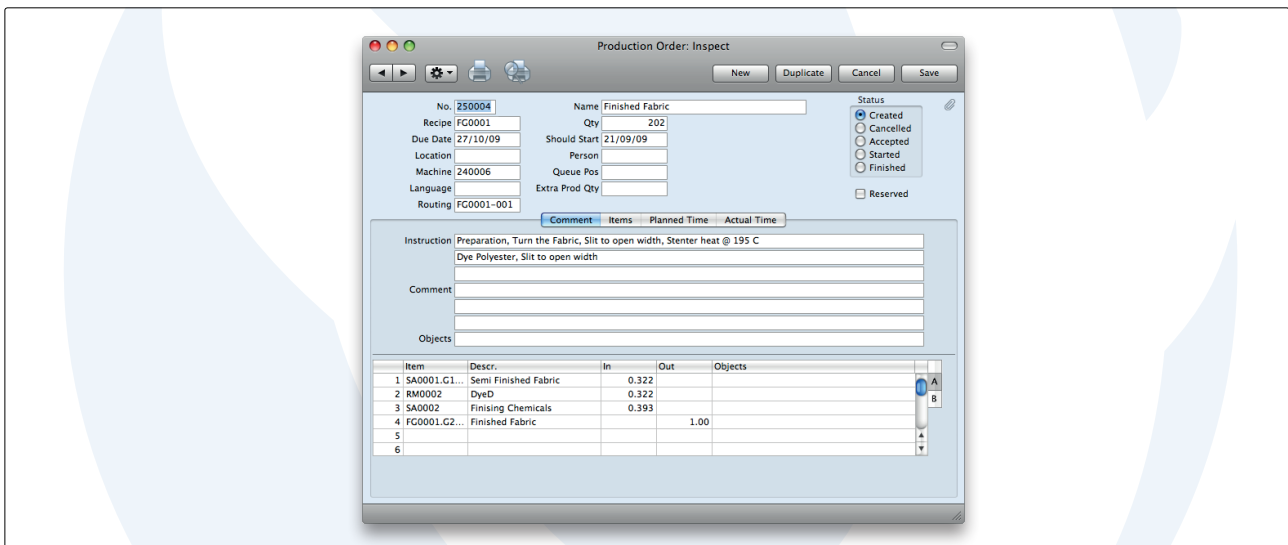 Production Order: Inspect
New Duplicate Cancel Save
No. 250004 Name Finished Fabric Status
Recipe FG0001 Qty 202 Created
Due Date 27/10/09 Should Start 21/09/09 Cancelled
Location Person Accepted
Machine 240006 Queue Pos Started
Language Extra Prod Qty Finished
Routing FG0001-001 Reserved
Comment Items Planned Time Actual Time
Instruction Preparation, Turn the Fabric, Slit to open width, Stenter heat @ 195 C
Dye Polyester, Slit to open width
Comment
Objects
Item Descr. In Out Objects
1 SA0001.G1... Semi Finished Fabric 0.322 A
2 RM0002 DyeD 0.322 B
3 SA0002 Finising Chemicals 0.393
4 FG0001.G2... Finished Fabric 1.00
5
6